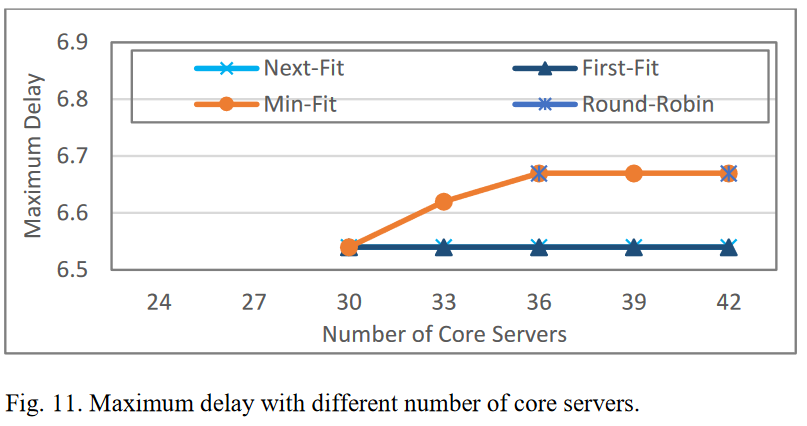 6.9
Next-Fit First-Fit
6.8
Min-Fit Round-Robin
6.7
6.6
6.5
Maximum Delay
24 27 30 33 36 39 42
Number of Core Servers
Fig. 11. Maximum delay with different number of core servers.